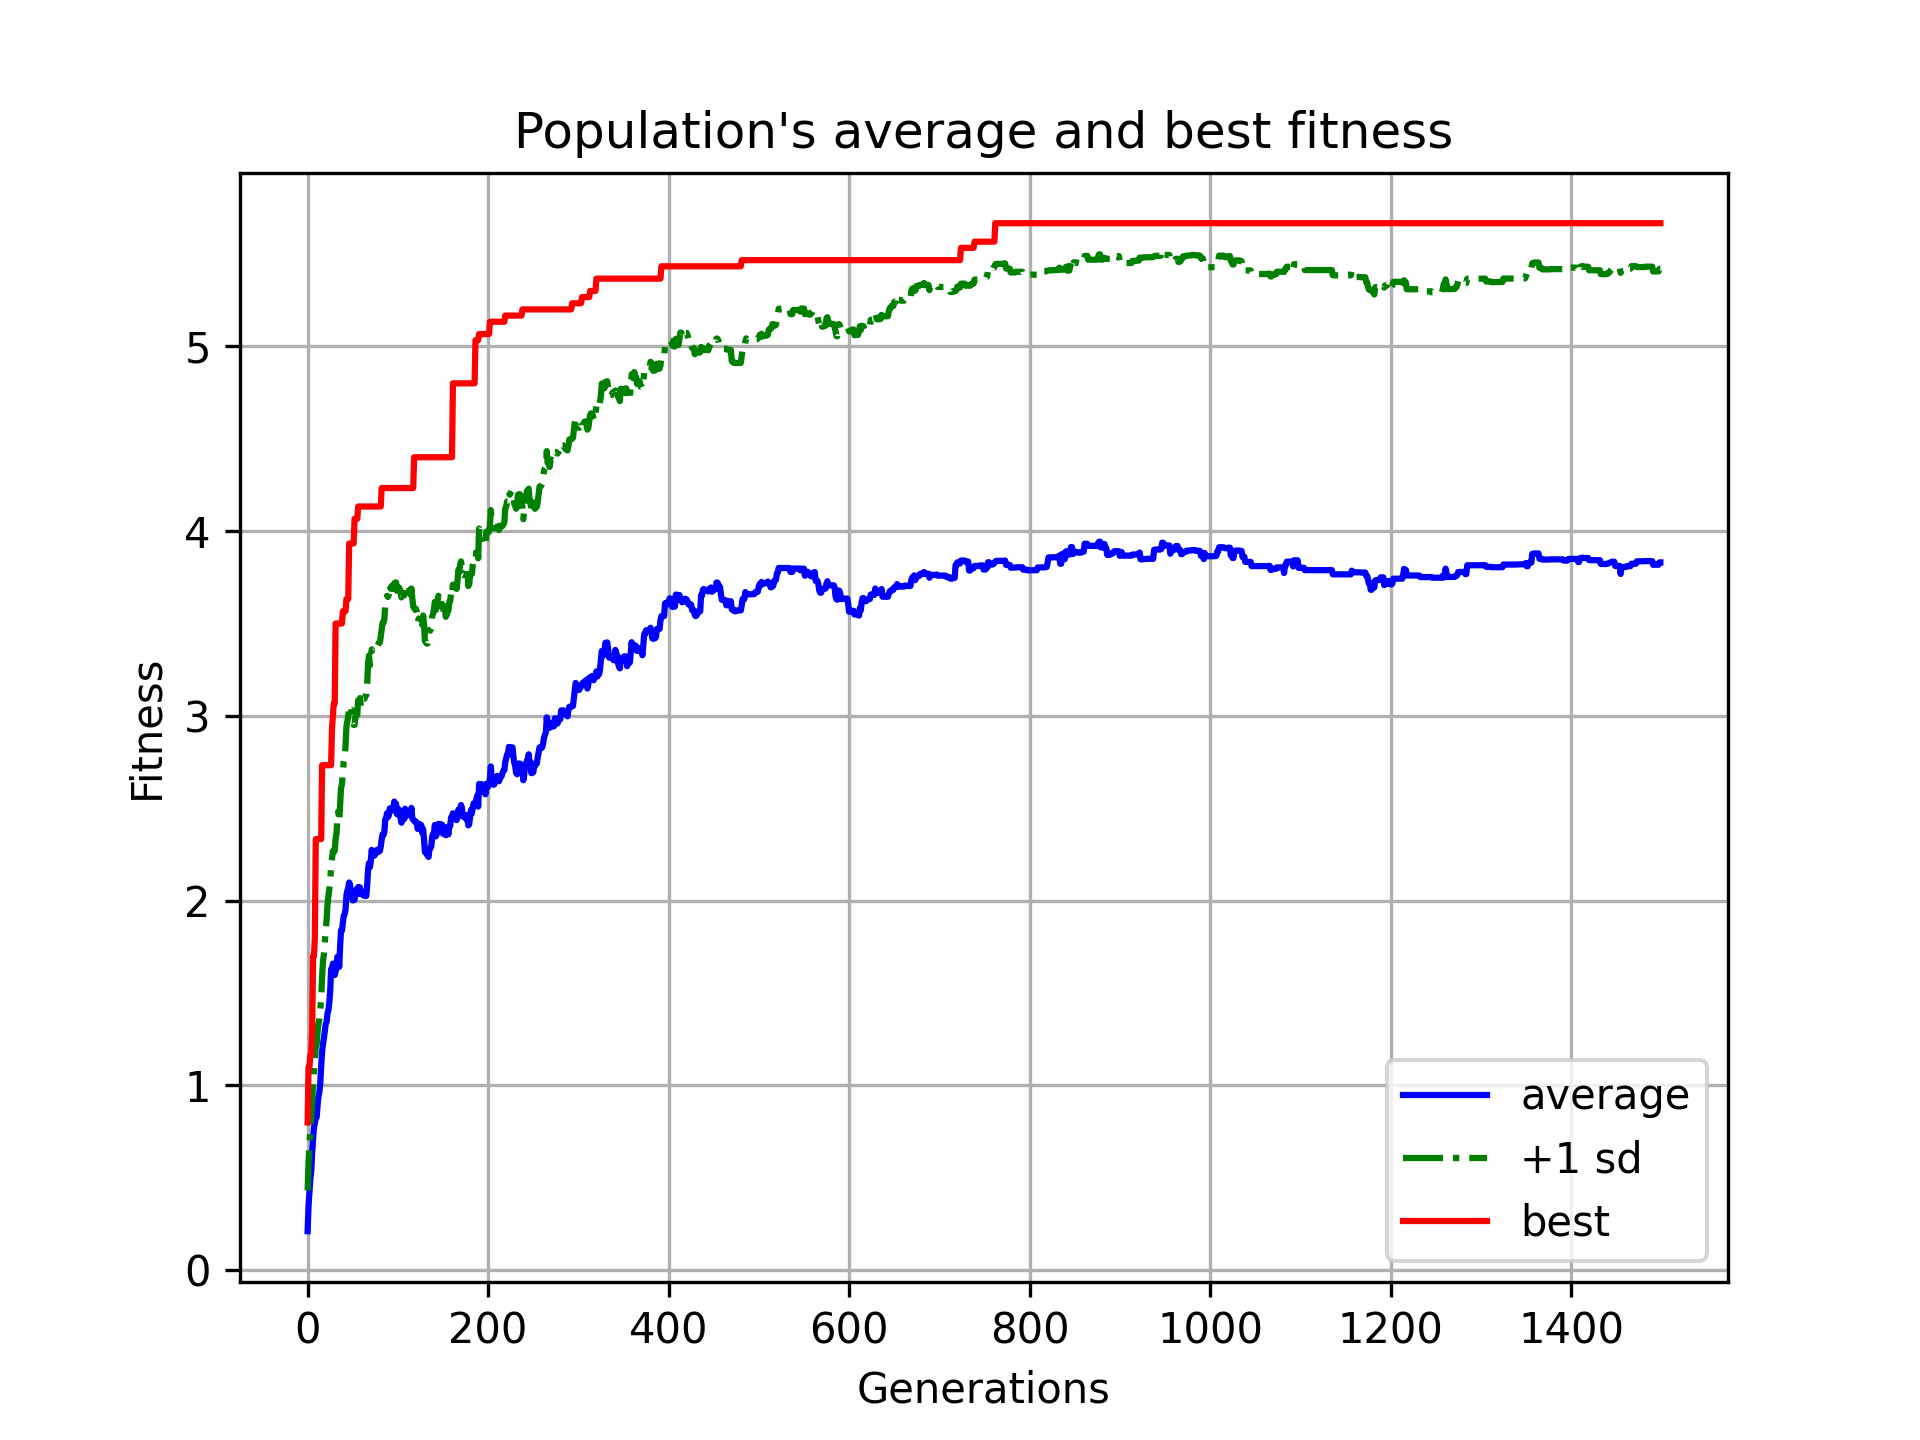 Population's average and best fitness
Fitness
5
4
3
2
1
0
0 200 400 600 800 1000 1200 1400
Generations
average
+1 sd
best